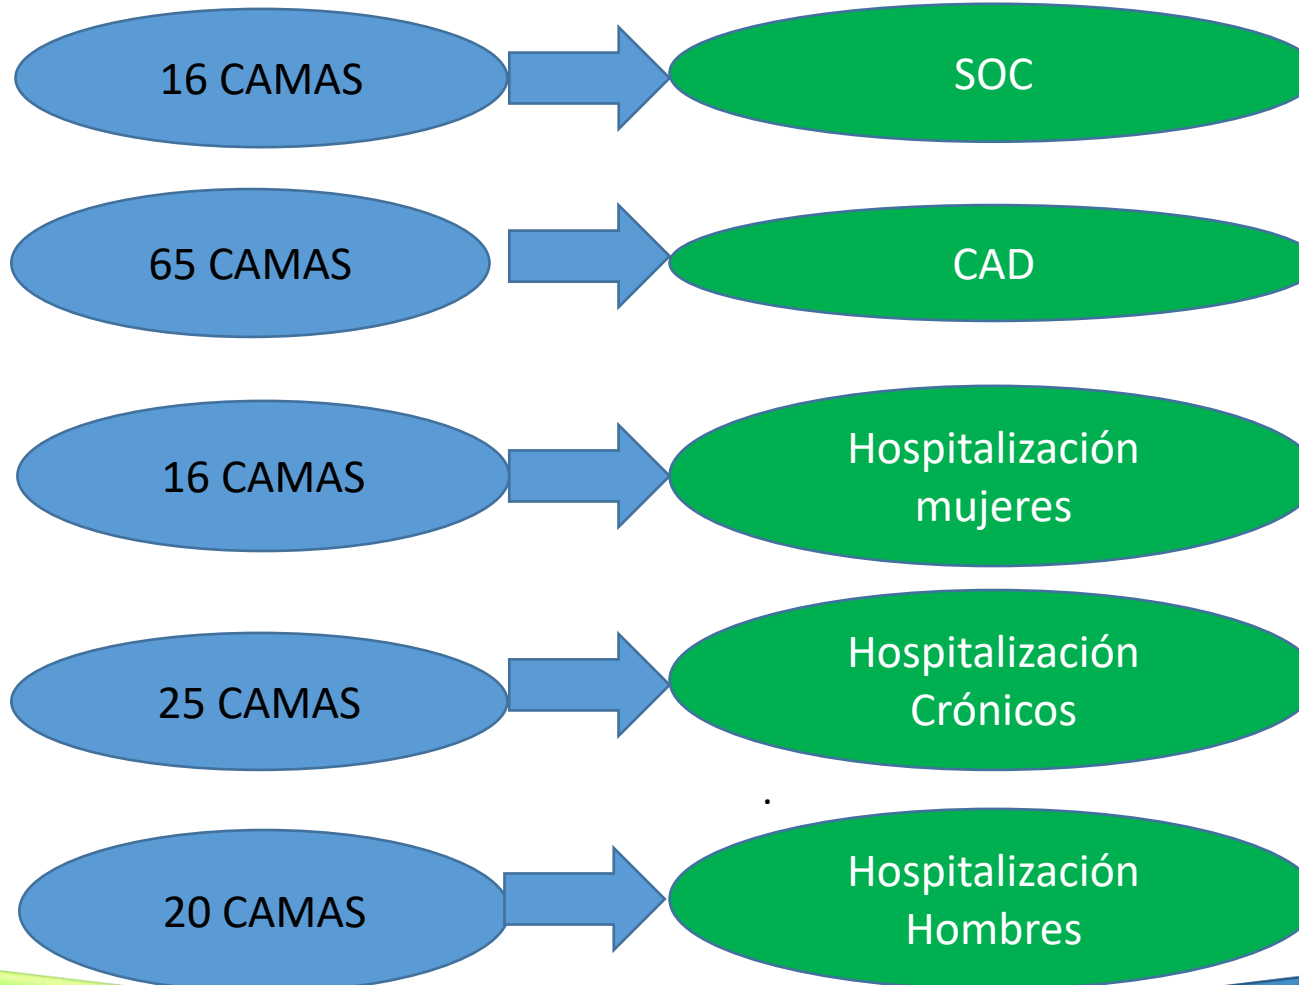 16 CAMAS
SOC
65 CAMAS
CAD
16 CAMAS
Hospitalización
mujeres
25 CAMAS
Hospitalización
Crónicos
.
20 CAMAS
Hospitalización
Hombres